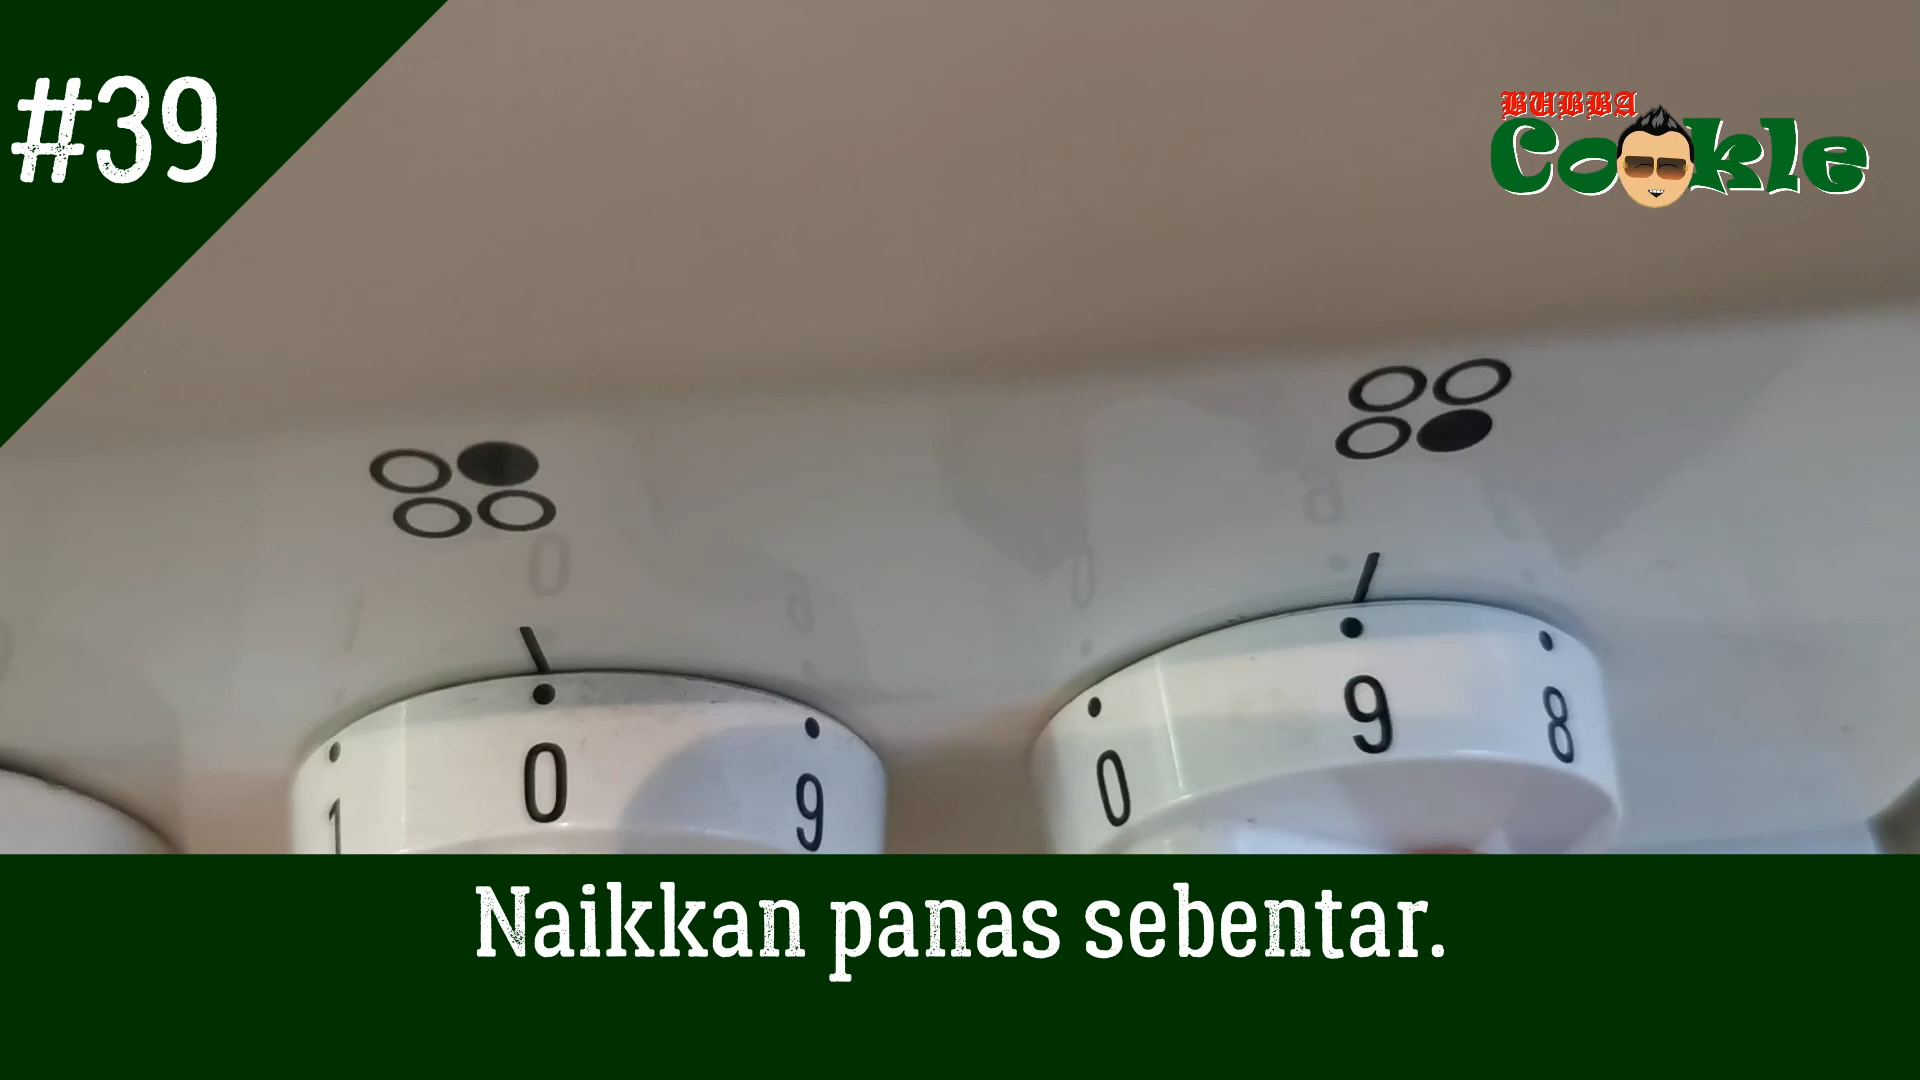 #39
BUBBA
Cookle
1 0 9
0 9 8
Naikkan panas sebentar.